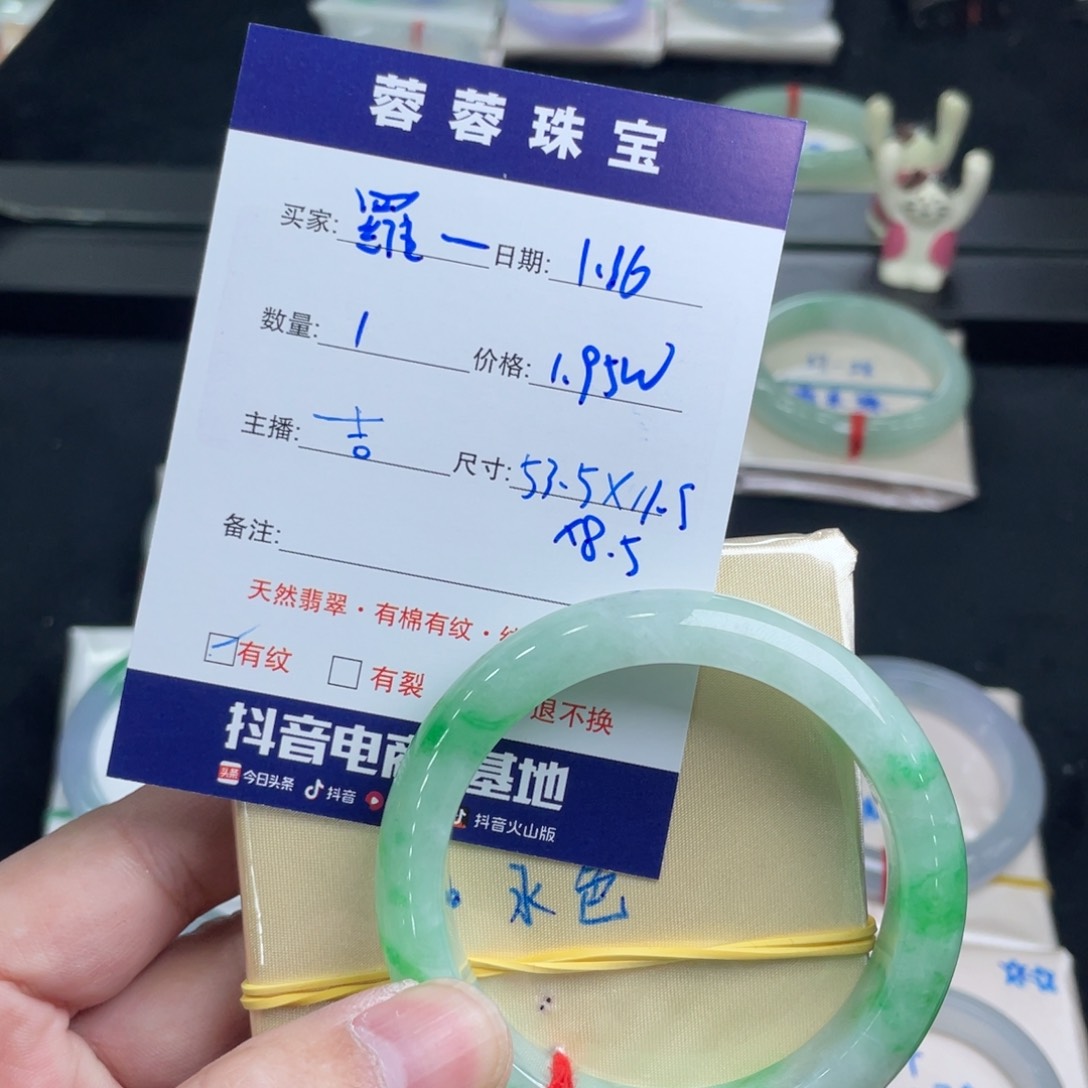 蓉蓉珠宝
买家: 羅一 日期: 1.16
数量: 1 价格: 1.95W
主播: 吉 尺寸: 53.5X11.5
X8.5
备注:
天然翡翠·有棉有纹·
有纹 有裂
退不换
抖音电商 基地
头条 今日头条 抖音 抖音火山版
水色